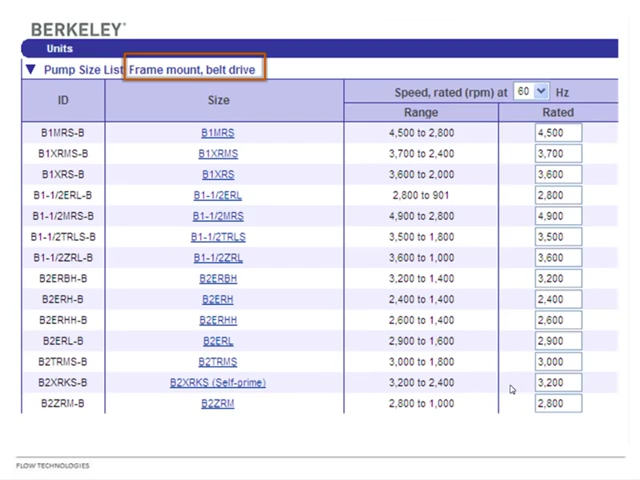 BERKELEY
Units
▼ Pump Size List Frame mount, belt drive
ID Size Speed, rated (rpm) at 60 Hz
Range Rated
B1MRS-B B1MRS 4,500 to 2,800 4,500
B1XRMS-B B1XRMS 3,700 to 2,400 3,700
B1XRS-B B1XRS 3,600 to 2,000 3,600
B1-1/2ERL-B B1-1/2ERL 2,800 to 901 2,800
B1-1/2MRS-B B1-1/2MRS 4,900 to 2,800 4,900
B1-1/2TRLS-B B1-1/2TRLS 3,500 to 1,800 3,500
B1-1/2ZRL-B B1-1/2ZRL 3,600 to 1,000 3,600
B2ERBH-B B2ERBH 3,200 to 1,400 3,200
B2ERH-B B2ERH 2,400 to 1,400 2,400
B2ERHH-B B2ERHH 2,600 to 1,400 2,600
B2ERL-B B2ERL 2,900 to 1,600 2,900
B2TRMS-B B2TRMS 3,000 to 1,800 3,000
B2XRKS-B B2XRKS (Self-prime) 3,200 to 2,400 3,200
B2ZRM-B B2ZRM 2,800 to 1,000 2,800
FLOW TECHNOLOGIES